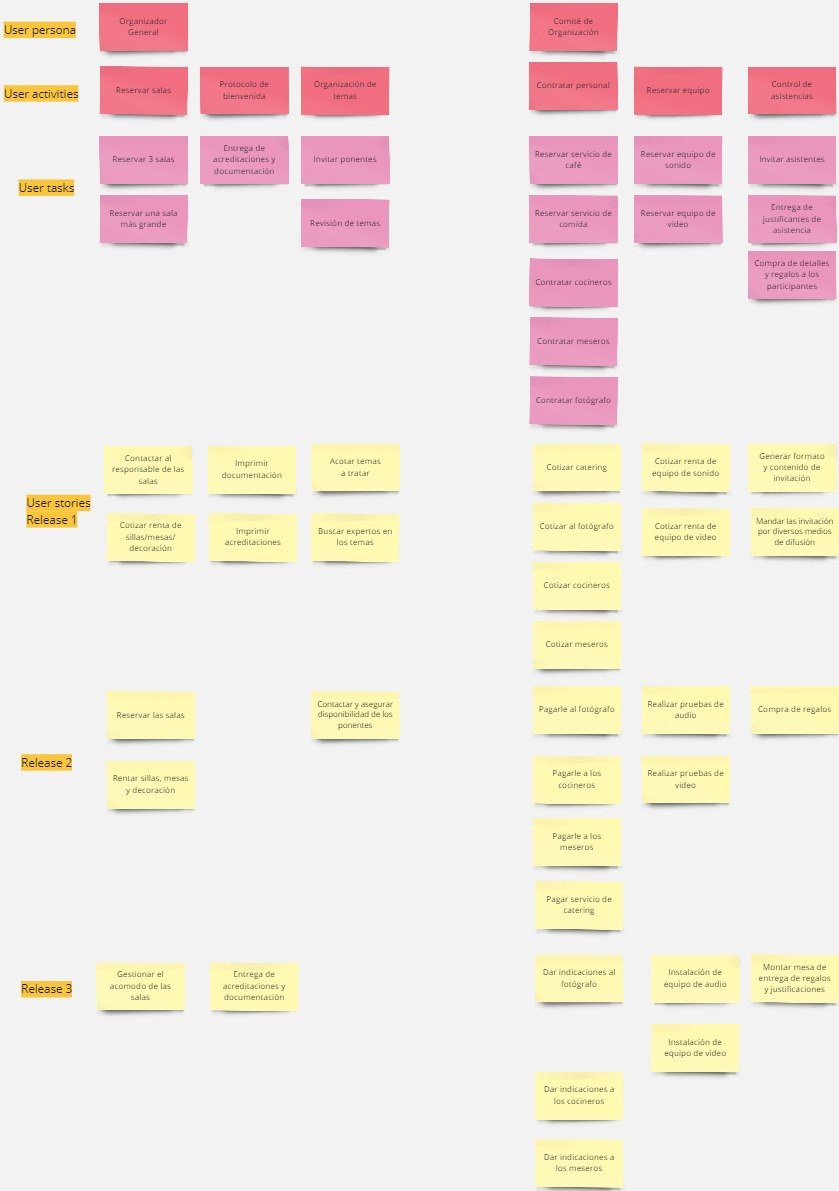 User persona
Organizador
General
Comité de
Organización
User activities
Reservar salas
Protocolo de
bienvenida
Organización de
temas
Contratar personal
Reservar equipo
Control de
asistencias
User tasks
Reservar 3 salas
Entrega de
acreditaciones y
documentación
Invitar ponentes
Reservar servicio de
café
Reservar equipo de
sonido
Invitar asistentes
Reservar una sala
más grande
Revisión de temas
Reservar servicio de
comida
Reservar equipo de
video
Entrega de
justificantes de
asistencia
Contratar cocineros
Compra de detalles
y regalos a los
participantes
Contratar meseros
Contratar fotógrafo
User stories
Release 1
Contactar al
responsable de las
salas
Imprimir
documentación
Acotar temas
a tratar
Cotizar catering
Cotizar renta de
equipo de sonido
Generar formato
y contenido de
invitación
Cotizar renta de
sillas/mesas/
decoración
Imprimir
acreditaciones
Buscar expertos en
los temas
Cotizar al fotógrafo
Cotizar renta de
equipo de video
Mandar las invitación
por diversos medios
de difusión
Cotizar cocineros
Cotizar meseros
Release 2
Reservar las salas
Contactar y asegurar
disponibilidad de los
ponentes
Pagarle al fotógrafo
Realizar pruebas de
audio
Compra de regalos
Rentar sillas, mesas
y decoración
Pagarle a los
cocineros
Realizar pruebas de
video
Pagarle a los
meseros
Pagar servicio de
catering
Release 3
Gestionar el
acomodo de las
salas
Entrega de
acreditaciones y
documentación
Dar indicaciones al
fotógrafo
Instalación de
equipo de audio
Montar mesa de
entrega de regalos
y justificaciones
Instalación de
equipo de video
Dar indicaciones a
los cocineros
Dar indicaciones a
los meseros